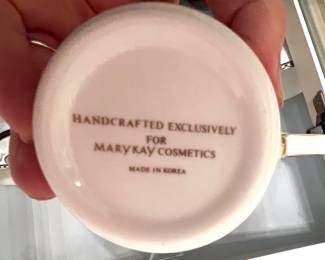 HANDCRAFTED EXCLUSIVELY
FOR
MARY KAY COSMETICS
MADE IN KOREA